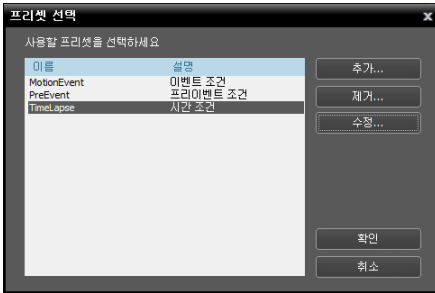 프리셋 선택 x
사용할 프리셋을 선택하세요
이름 설명
MotionEvent 이벤트 조건
PreEvent 프리이벤트 조건
TimeLapse 시간 조건
추가...
제거...
수정...
확인
취소